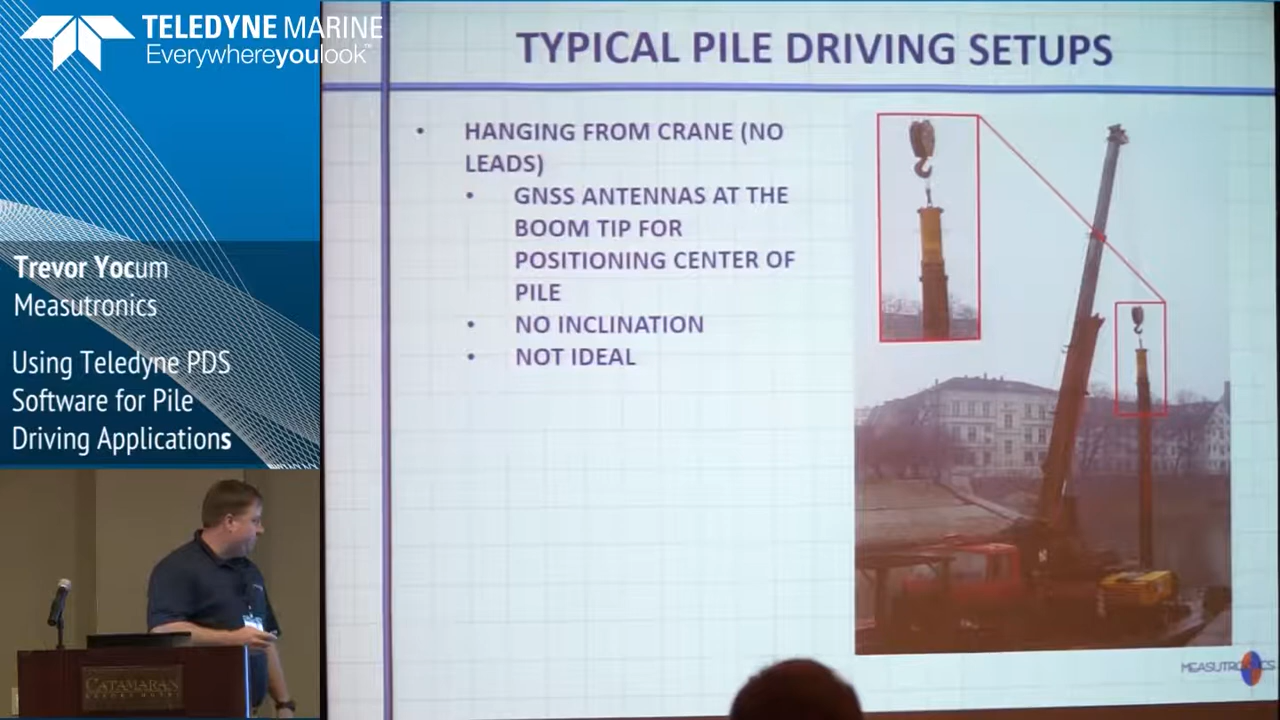 TELEDYNE MARINE
Everywhereyoulook™
Trevor Yocum
Measutronics
Using Teledyne PDS
Software for Pile
Driving Applications
CATAMARAN
TYPICAL PILE DRIVING SETUPS
• HANGING FROM CRANE (NO
LEADS)
• GNSS ANTENNAS AT THE
BOOM TIP FOR
POSITIONING CENTER OF
PILE
• NO INCLINATION
• NOT IDEAL
MEASUTRONICS